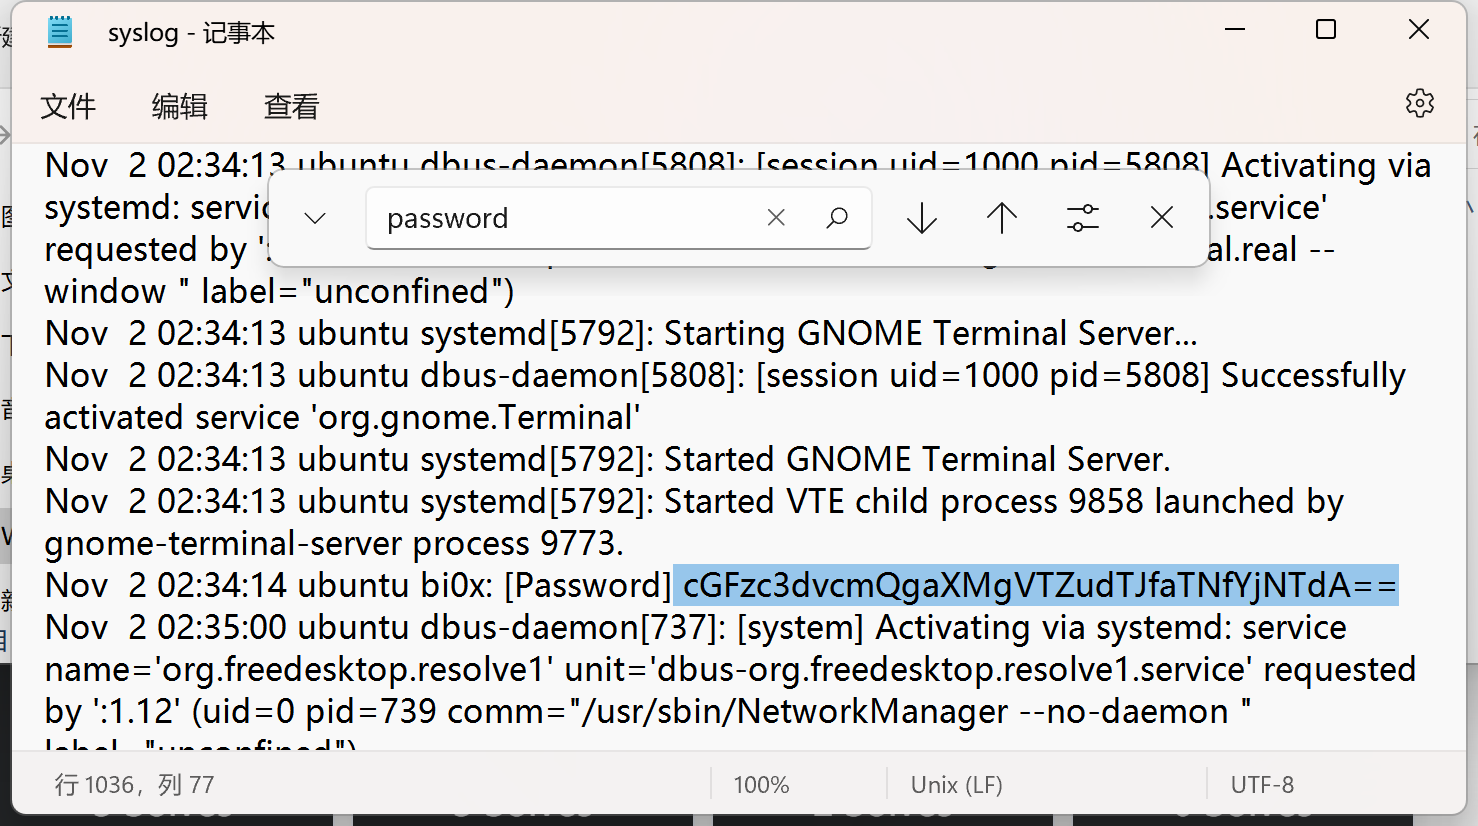 syslog - 记事本
文件 编辑 查看
Nov  2 02:34:13 ubuntu dbus-daemon[5808]: [session uid=1000 pid=5808] Activating via
systemd: .service'
password
requested by ': al.real --
window " label="unconfined")
Nov  2 02:34:13 ubuntu systemd[5792]: Starting GNOME Terminal Server...
Nov  2 02:34:13 ubuntu dbus-daemon[5808]: [session uid=1000 pid=5808] Successfully
activated service 'org.gnome.Terminal'
Nov  2 02:34:13 ubuntu systemd[5792]: Started GNOME Terminal Server.
Nov  2 02:34:13 ubuntu systemd[5792]: Started VTE child process 9858 launched by
gnome-terminal-server process 9773.
Nov  2 02:34:14 ubuntu bi0x: [Password] cGFzc3dvcmQgaXMgVTZudTJfaTNfYjNTdA==
Nov  2 02:35:00 ubuntu dbus-daemon[737]: [system] Activating via systemd: service
name='org.freedesktop.resolve1' unit='dbus-org.freedesktop.resolve1.service' requested
by ':1.12' (uid=0 pid=739 comm="/usr/sbin/NetworkManager --no-daemon "
label="unconfined")
行 1036，列 77 100% Unix (LF) UTF-8